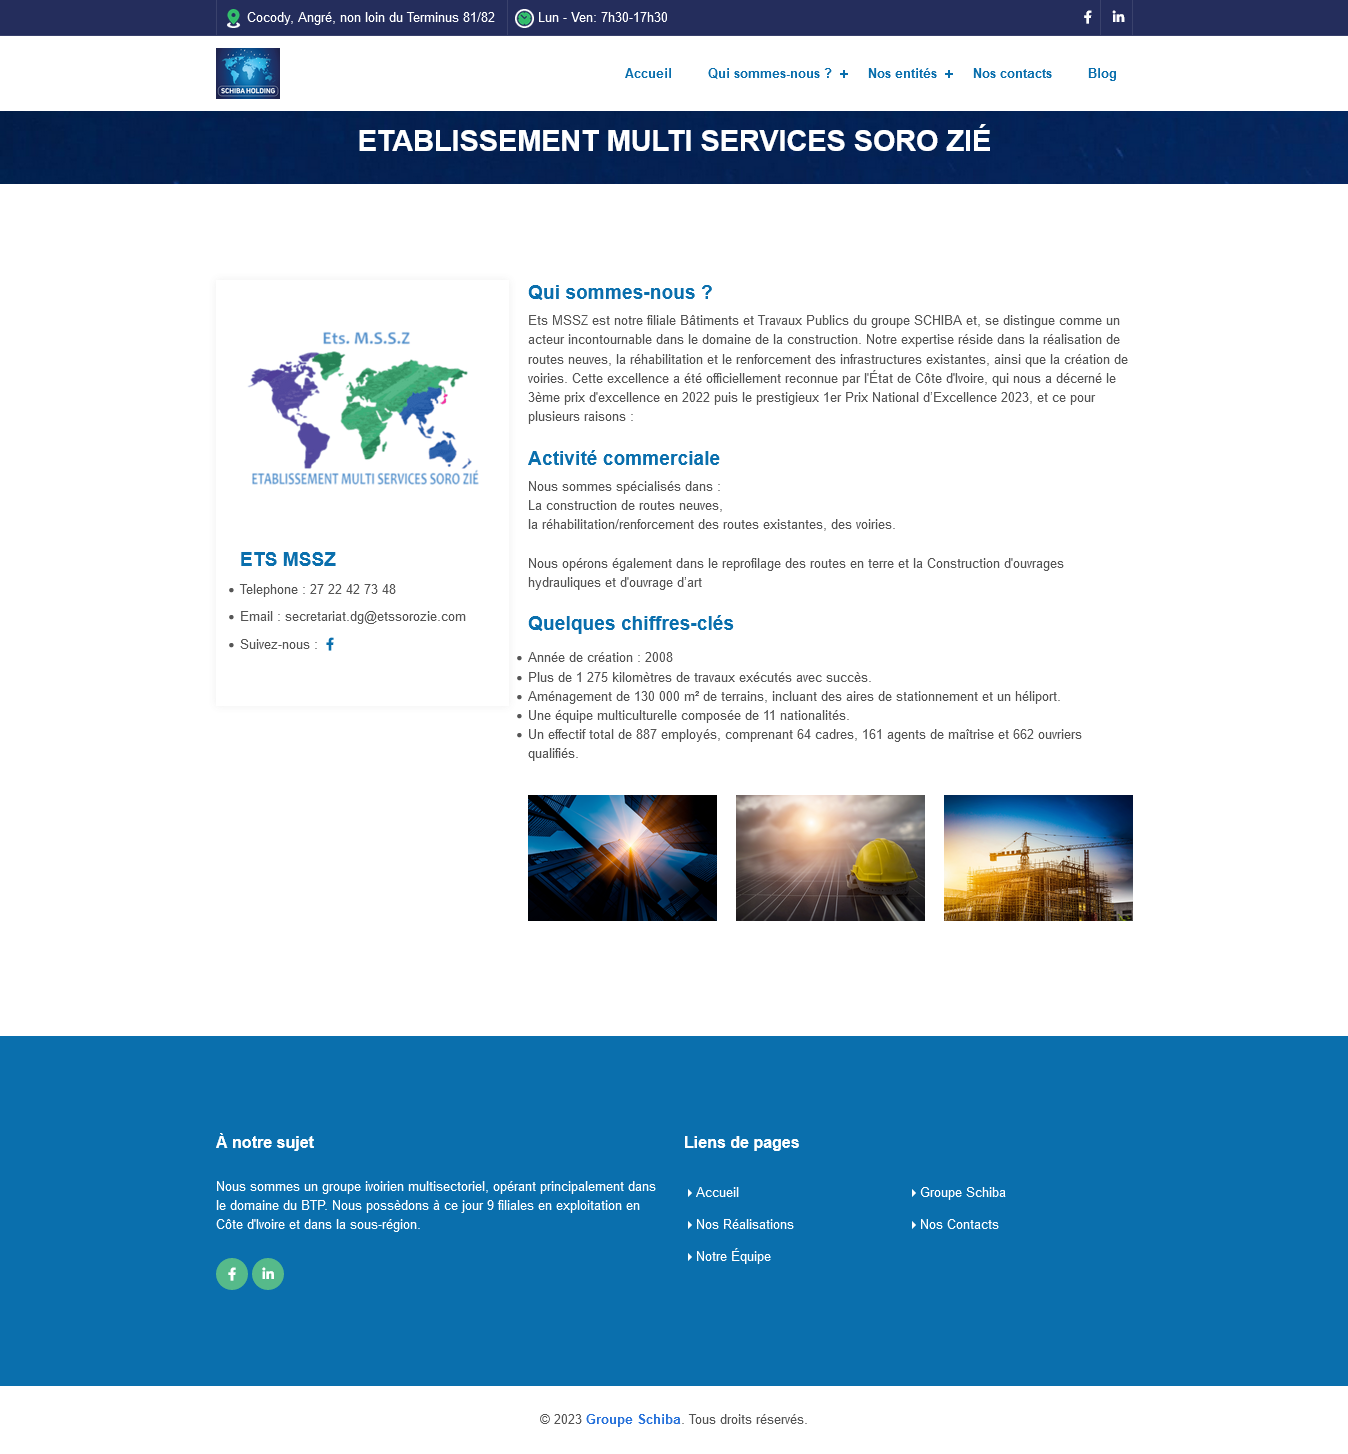 Cocody, Angré, non loin du Terminus 81/82
Lun - Ven: 7h30-17h30
SCHIBA HOLDING
Accueil
Qui sommes-nous ?
Nos entités
Nos contacts
Blog
ETABLISSEMENT MULTI SERVICES SORO ZIÉ
Ets. M.S.S.Z
ETABLISSEMENT MULTI SERVICES SORO ZIÉ
ETS MSSZ
Telephone : 27 22 42 73 48
Email : secretariat.dg@etssorozie.com
Suivez-nous :
Qui sommes-nous ?
Ets MSSZ est notre filiale Bâtiments et Travaux Publics du groupe SCHIBA et, se distingue comme un
acteur incontournable dans le domaine de la construction. Notre expertise réside dans la réalisation de
routes neuves, la réhabilitation et le renforcement des infrastructures existantes, ainsi que la création de
voiries. Cette excellence a été officiellement reconnue par l'État de Côte d'Ivoire, qui nous a décerné le
3ème prix d'excellence en 2022 puis le prestigieux 1er Prix National d’Excellence 2023, et ce pour
plusieurs raisons :
Activité commerciale
Nous sommes spécialisés dans :
La construction de routes neuves,
la réhabilitation/renforcement des routes existantes, des voiries.
Nous opérons également dans le reprofilage des routes en terre et la Construction d'ouvrages
hydrauliques et d'ouvrage d’art
Quelques chiffres-clés
Année de création : 2008
Plus de 1 275 kilomètres de travaux exécutés avec succès.
Aménagement de 130 000 m² de terrains, incluant des aires de stationnement et un héliport.
Une équipe multiculturelle composée de 11 nationalités.
Un effectif total de 887 employés, comprenant 64 cadres, 161 agents de maîtrise et 662 ouvriers
qualifiés.
À notre sujet
Nous sommes un groupe ivoirien multisectoriel, opérant principalement dans
le domaine du BTP. Nous possèdons à ce jour 9 filiales en exploitation en
Côte d'Ivoire et dans la sous-région.
Liens de pages
Accueil
Nos Réalisations
Notre Équipe
Groupe Schiba
Nos Contacts
© 2023 Groupe Schiba. Tous droits réservés.